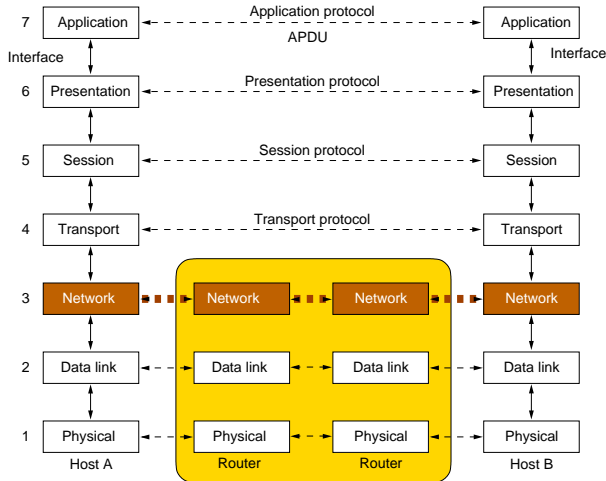 Application protocol
7 Application Application
APDU
Interface Interface
Presentation protocol
6 Presentation Presentation
Session protocol
5 Session Session
Transport protocol
4 Transport Transport
3 Network Network Network Network
2 Data link Data link Data link Data link
1 Physical Physical Physical Physical
Host A Router Router Host B